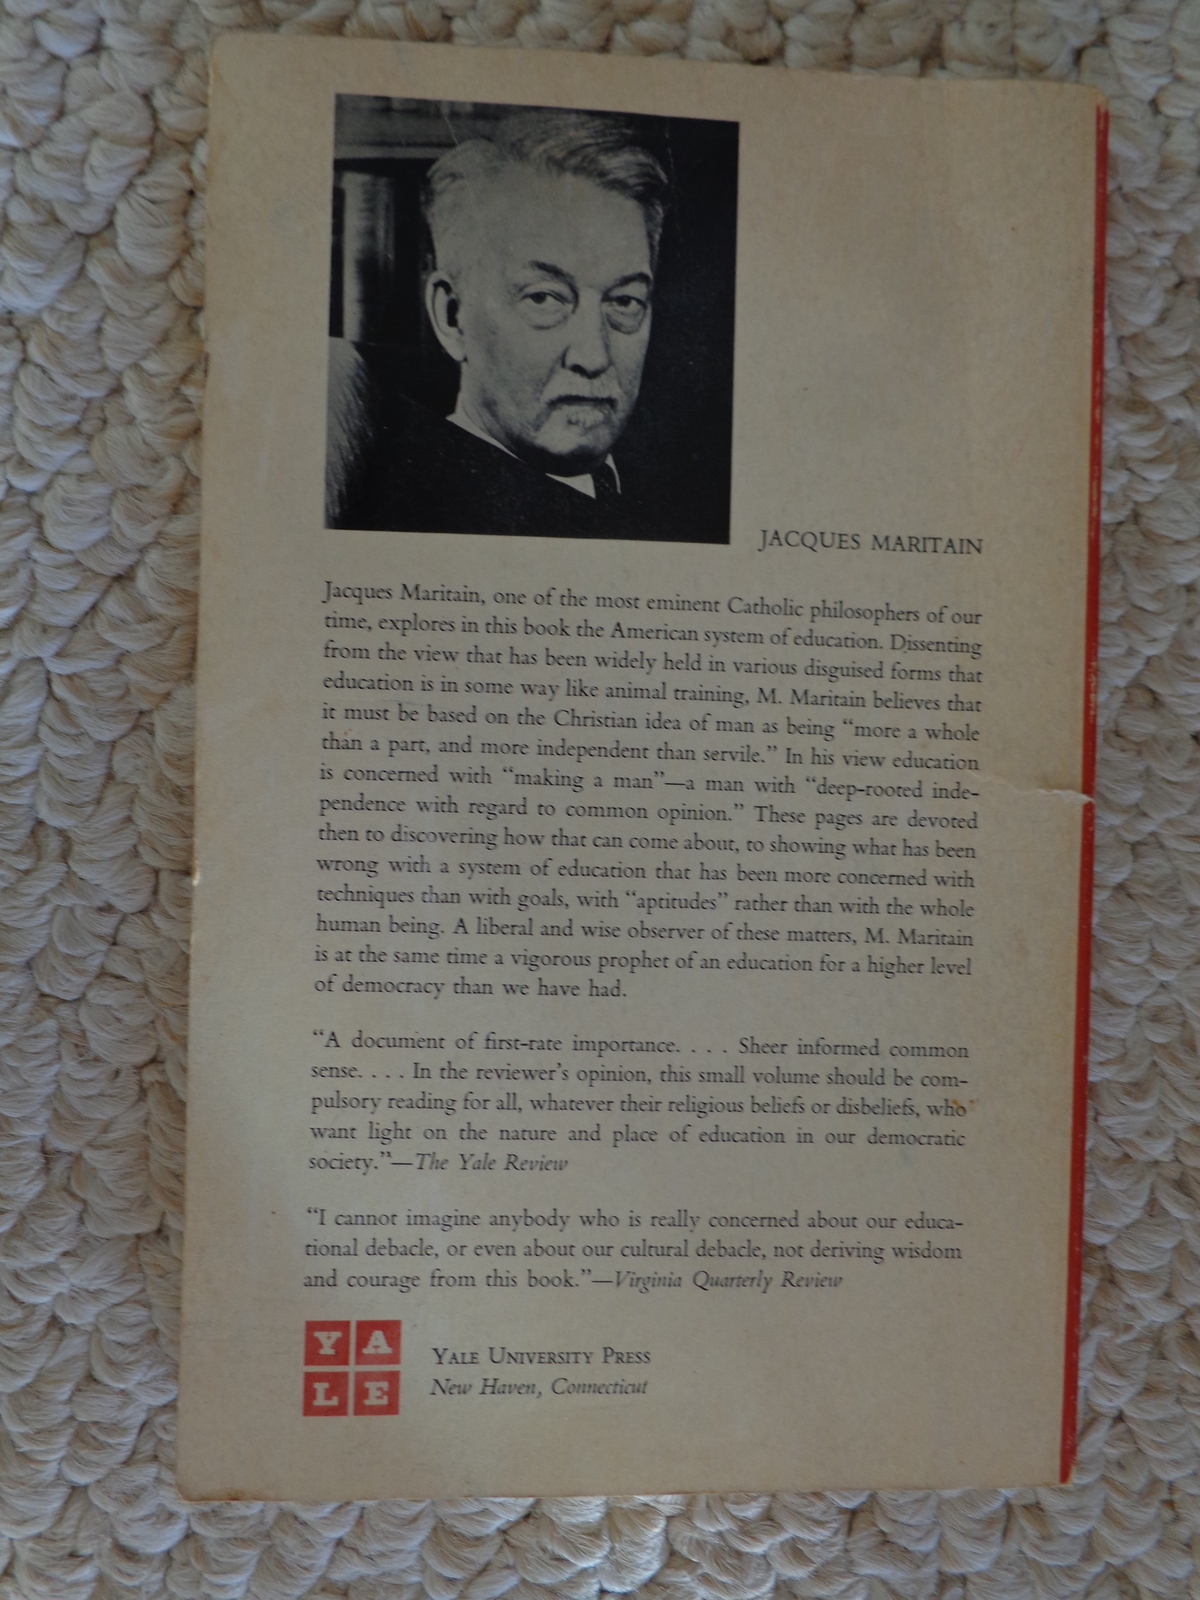 JACQUES MARITAIN
Jacques Maritain, one of the most eminent Catholic philosophers of our
time, explores in this book the American system of education. Dissenting
from the view that has been widely held in various disguised forms that
education is in some way like animal training, M. Maritain believes that
it must be based on the Christian idea of man as being “more a whole
than a part, and more independent than servile.” In his view education
is concerned with “making a man”—a man with “deep-rooted inde-
pendence with regard to common opinion.” These pages are devoted
then to discovering how that can come about, to showing what has been
wrong with a system of education that has been more concerned with
techniques than with goals, with “aptitudes” rather than with the whole
human being. A liberal and wise observer of these matters, M. Maritain
is at the same time a vigorous prophet of an education for a higher level
of democracy than we have had.
“A document of first-rate importance. . . . Sheer informed common
sense. . . . In the reviewer’s opinion, this small volume should be com-
pulsory reading for all, whatever their religious beliefs or disbeliefs, who
want light on the nature and place of education in our democratic
society.”—The Yale Review
“I cannot imagine anybody who is really concerned about our educa-
tional debacle, or even about our cultural debacle, not deriving wisdom
and courage from this book.”—Virginia Quarterly Review
YA
LE
YALE UNIVERSITY PRESS
New Haven, Connecticut